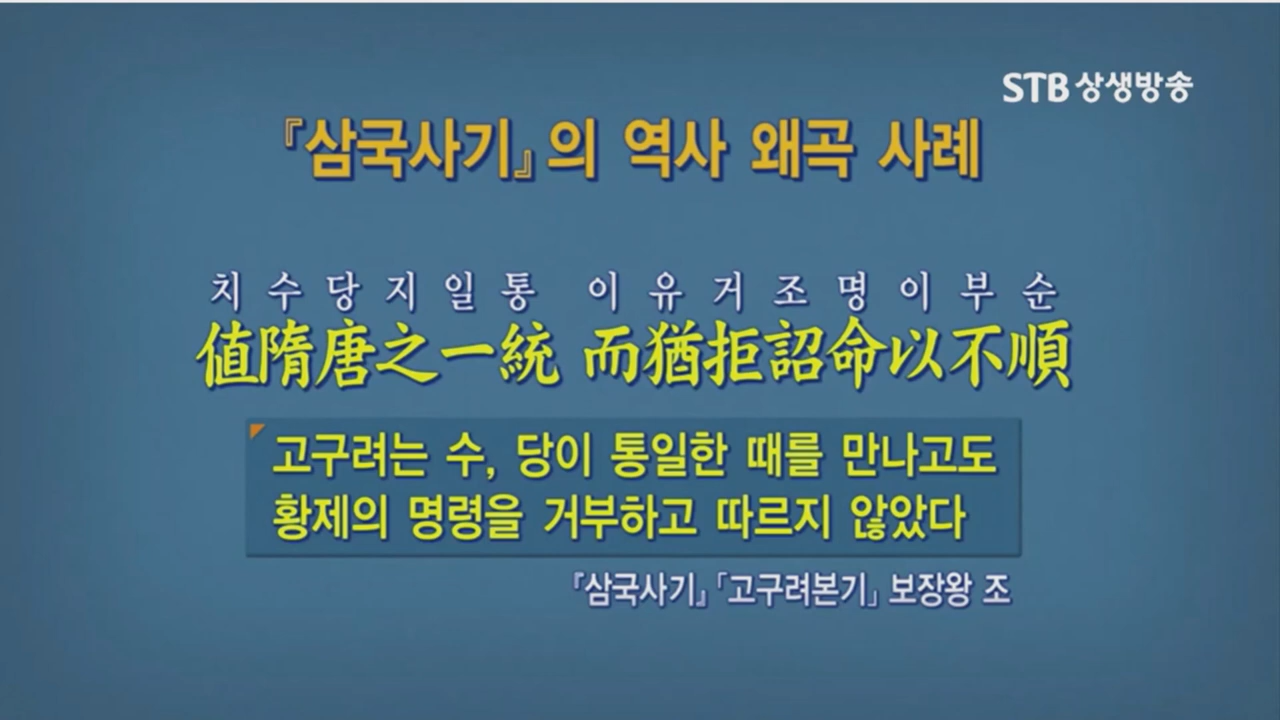 STB 상생방송
『삼국사기』의 역사 왜곡 사례
치수당지일통 이유거조명이부순
値隋唐之一統 而猶拒詔命以不順
고구려는 수, 당이 통일한 때를 만나고도
황제의 명령을 거부하고 따르지 않았다
『삼국사기』「고구려본기」 보장왕 조